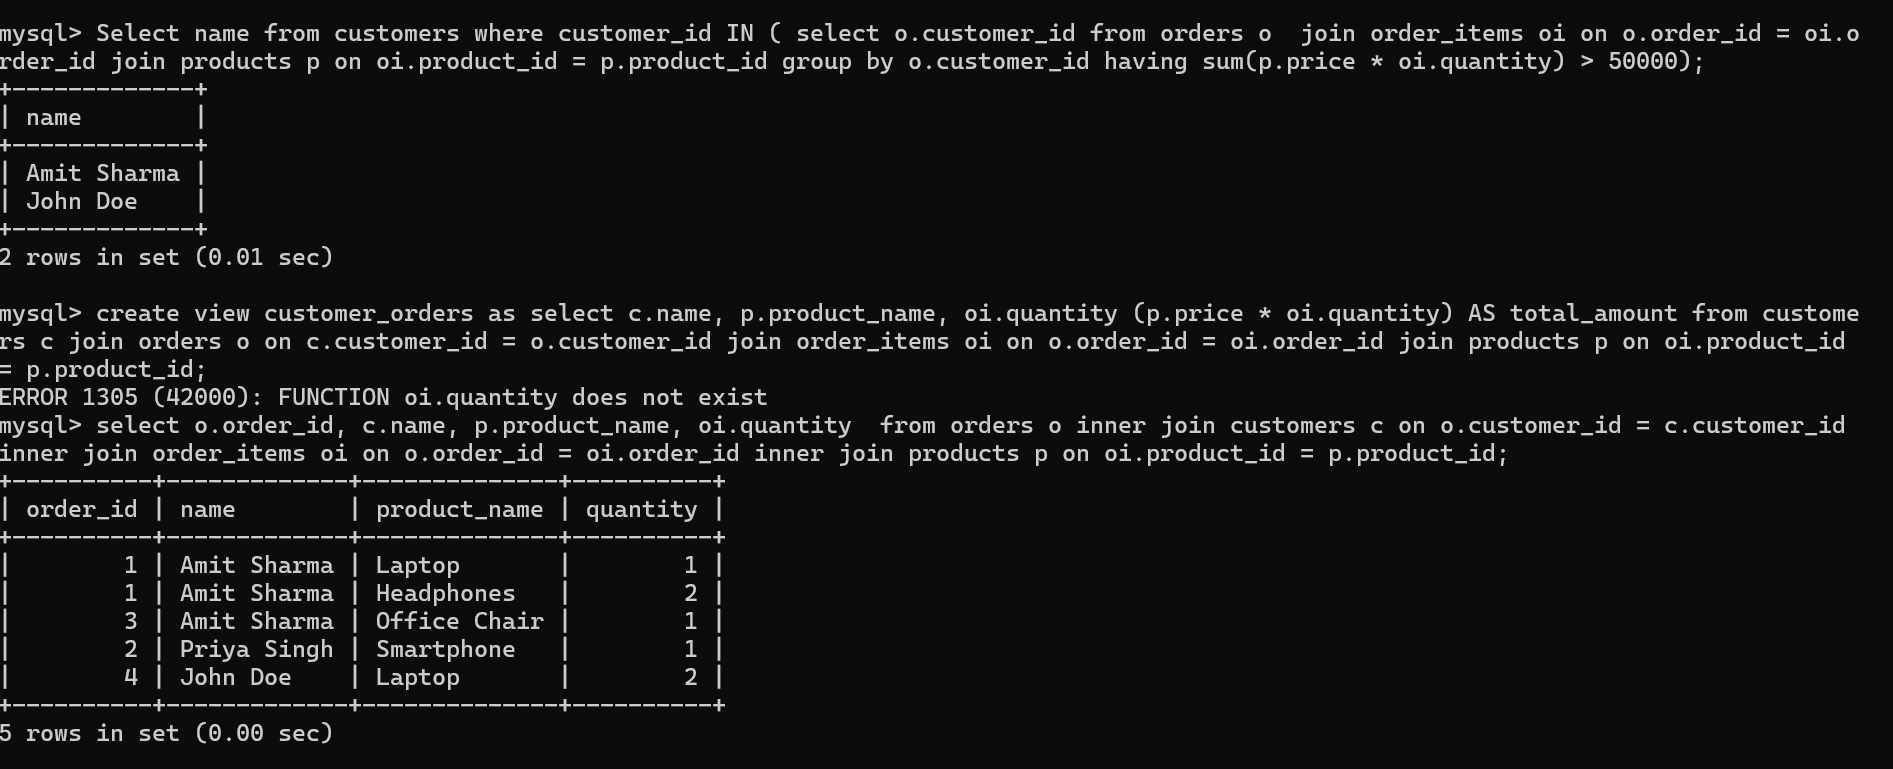 mysql> Select name from customers where customer_id IN ( select o.customer_id from orders o  join order_items oi on o.order_id = oi.o
rder_id join products p on oi.product_id = p.product_id group by o.customer_id having sum(p.price * oi.quantity) > 50000);
+-------------+
| name        |
+-------------+
| Amit Sharma |
| John Doe    |
+-------------+
2 rows in set (0.01 sec)

mysql> create view customer_orders as select c.name, p.product_name, oi.quantity (p.price * oi.quantity) AS total_amount from custome
rs c join orders o on c.customer_id = o.customer_id join order_items oi on o.order_id = oi.order_id join products p on oi.product_id
= p.product_id;
ERROR 1305 (42000): FUNCTION oi.quantity does not exist
mysql> select o.order_id, c.name, p.product_name, oi.quantity  from orders o inner join customers c on o.customer_id = c.customer_id
inner join order_items oi on o.order_id = oi.order_id inner join products p on oi.product_id = p.product_id;
+----------+-------------+--------------+----------+
| order_id | name        | product_name | quantity |
+----------+-------------+--------------+----------+
|        1 | Amit Sharma | Laptop       |        1 |
|        1 | Amit Sharma | Headphones   |        2 |
|        3 | Amit Sharma | Office Chair |        1 |
|        2 | Priya Singh | Smartphone   |        1 |
|        4 | John Doe    | Laptop       |        2 |
+----------+-------------+--------------+----------+
5 rows in set (0.00 sec)